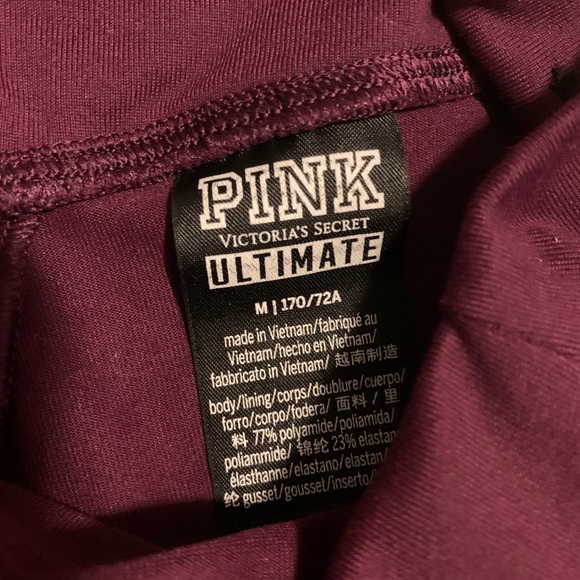 PINK
VICTORIA'S SECRET
ULTIMATE
M | 170/72A
made in Vietnam/fabriqué au
Vietnam/hecho en Vietnam/
fabbricato in Vietnam/ 越南制造
body/lining/corps/doublure/cuerpo/
forro/corpo/fodera/ 面料 / 里
料 77% polyamide/poliamida/
poliammide/ 锦纶 23% elastan
élasthanne/elastano/elastan/
纶 gusset/gousset/inserto/